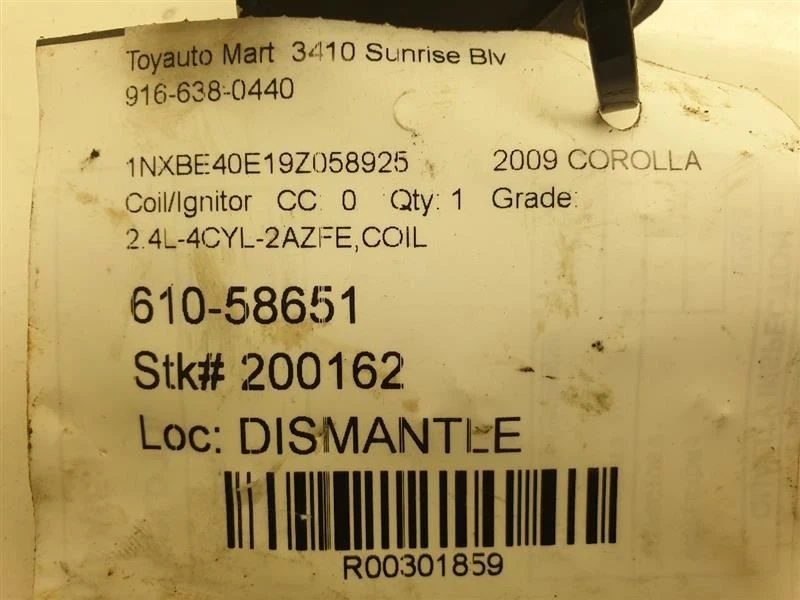 Toyauto Mart 3410 Sunrise Blv
916-638-0440
1NXBE40E19Z058925 2009 COROLLA
Coil/Ignitor CC: 0 Qty: 1 Grade:
2.4L-4CYL-2AZFE,COIL
610-58651
Stk# 200162
Loc: DISMANTLE
R00301859